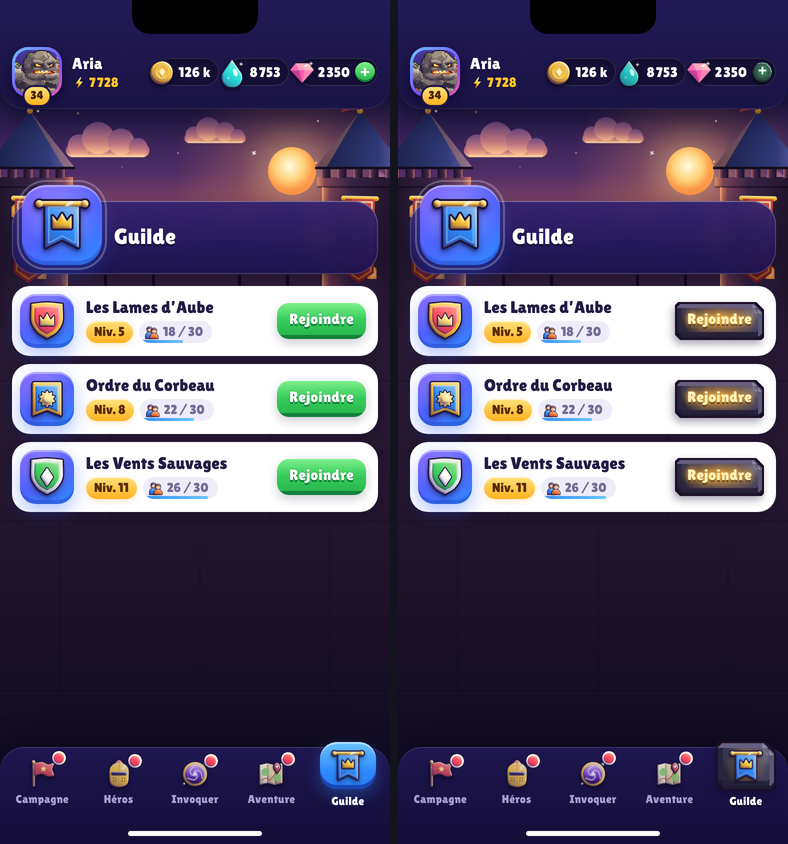 Aria
7728
34
126 k
8753
2350
Guilde
Les Lames d'Aube
Niv. 5
18 / 30
Rejoindre
Ordre du Corbeau
Niv. 8
22 / 30
Rejoindre
Les Vents Sauvages
Niv. 11
26 / 30
Rejoindre
Campagne
Héros
Invoquer
Aventure
Guilde
Aria
7728
34
126 k
8753
2350
Guilde
Les Lames d'Aube
Niv. 5
18 / 30
Rejoindre
Ordre du Corbeau
Niv. 8
22 / 30
Rejoindre
Les Vents Sauvages
Niv. 11
26 / 30
Rejoindre
Campagne
Héros
Invoquer
Aventure
Guilde